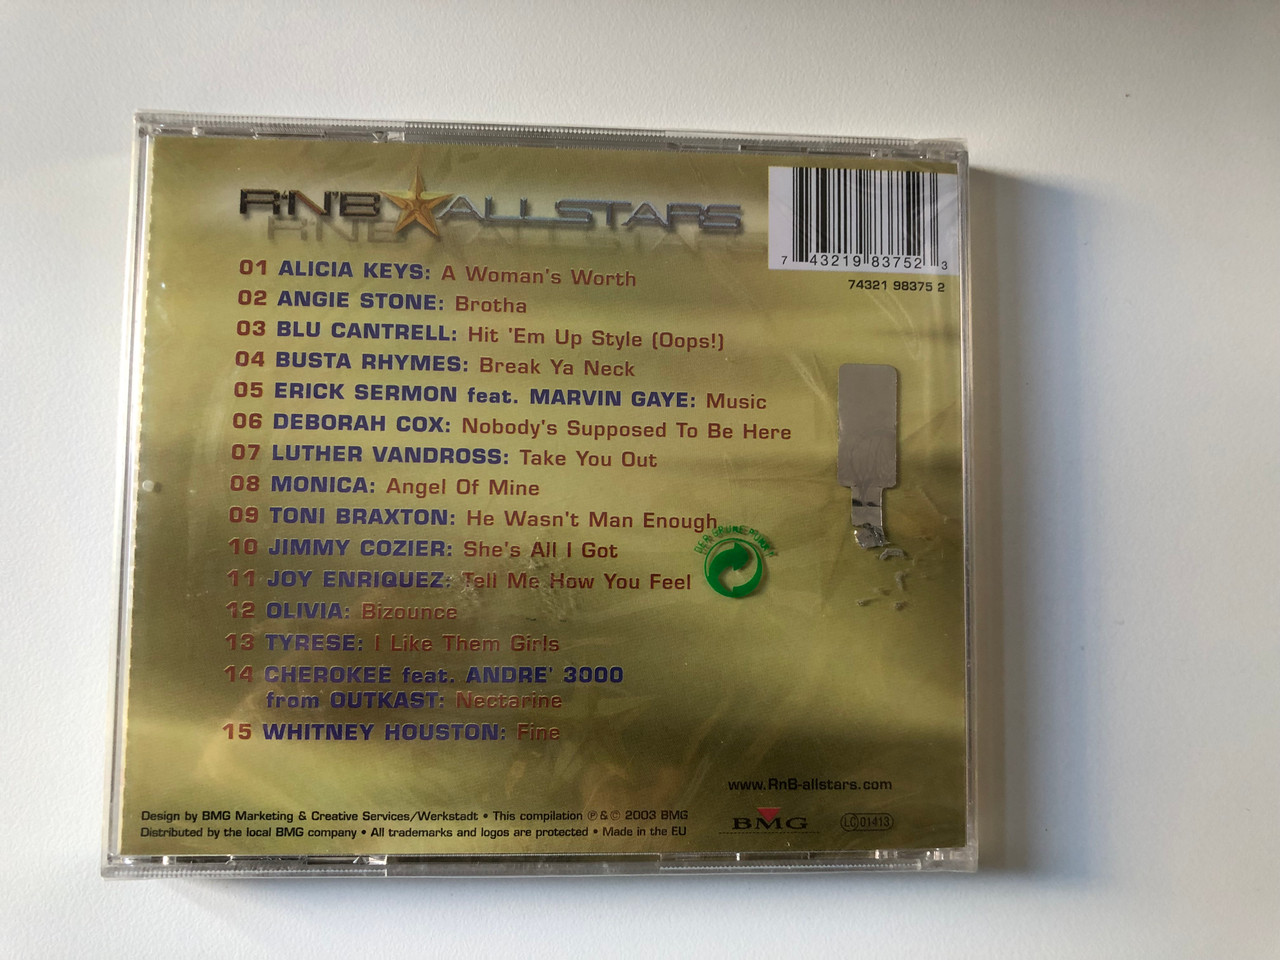 R'N'B ALLSTARS
7 43219 83752 3
74321 98375 2
01 ALICIA KEYS: A Woman's Worth
02 ANGIE STONE: Brotha
03 BLU CANTRELL: Hit 'Em Up Style (Oops!)
04 BUSTA RHYMES: Break Ya Neck
05 ERICK SERMON feat. MARVIN GAYE: Music
06 DEBORAH COX: Nobody's Supposed To Be Here
07 LUTHER VANDROSS: Take You Out
08 MONICA: Angel Of Mine
09 TONI BRAXTON: He Wasn't Man Enough
DER GRÜNE PUNKT
10 JIMMY COZIER: She's All I Got
11 JOY ENRIQUEZ: Tell Me How You Feel
12 OLIVIA: Bizounce
13 TYRESE: I Like Them Girls
14 CHEROKEE feat. ANDRE' 3000
from OUTKAST: Nectarine
15 WHITNEY HOUSTON: Fine
www.RnB-allstars.com
Design by BMG Marketing & Creative Services/Werkstadt • This compilation ℗ & © 2003 BMG
Distributed by the local BMG company • All trademarks and logos are protected • Made in the EU
BMG
LC 01413